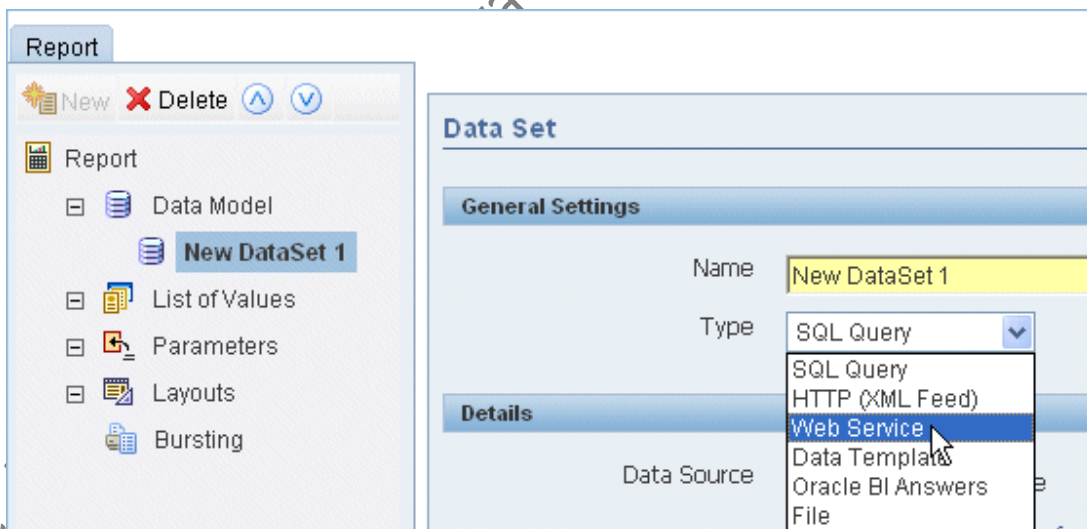 Report
New Delete
Report
Data Model
New DataSet 1
List of Values
Parameters
Layouts
Bursting
Data Set
General Settings
Name New DataSet 1
Type SQL Query
SQL Query
HTTP (XML Feed)
Web Service
Data Template
Oracle BI Answers
File
Details
Data Source